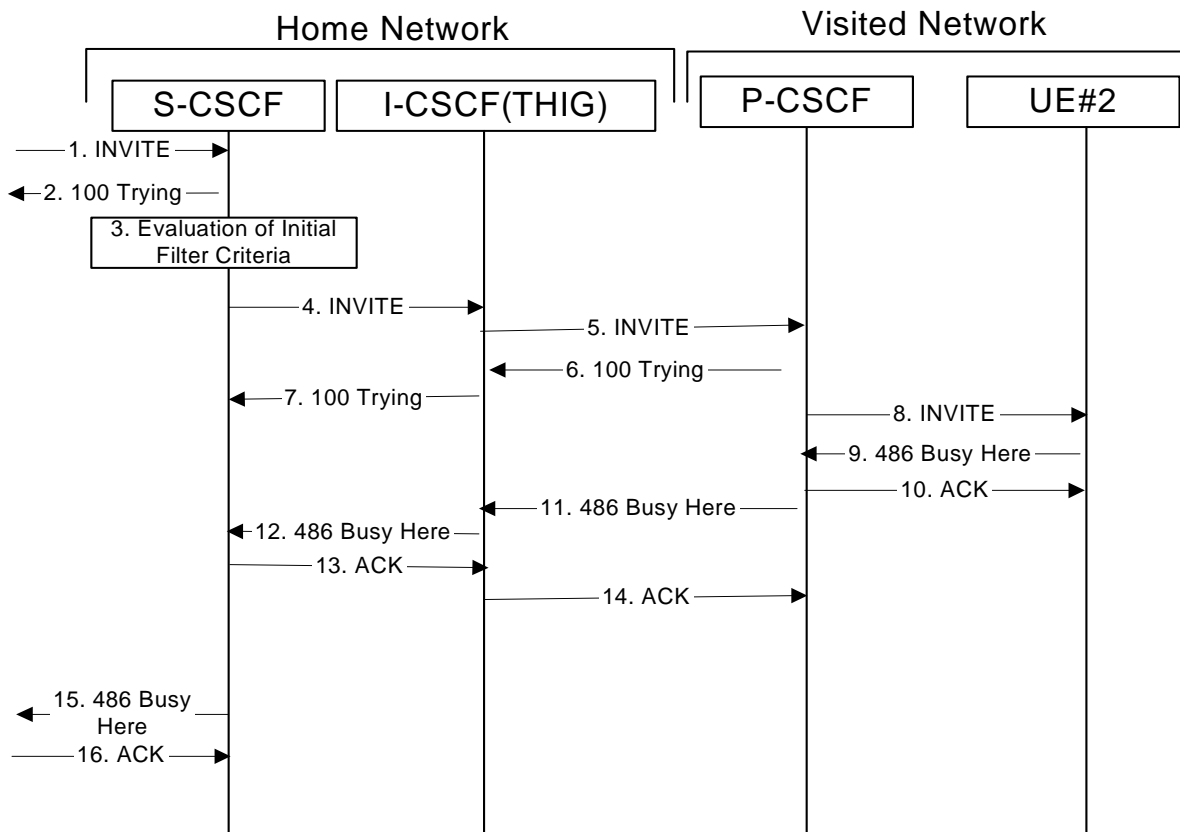 Home Network
Visited Network
S-CSCF
I-CSCF(THIG)
P-CSCF
UE#2
1. INVITE
2. 100 Trying
3. Evaluation of Initial
Filter Criteria
4. INVITE
5. INVITE
6. 100 Trying
7. 100 Trying
8. INVITE
9. 486 Busy Here
10. ACK
11. 486 Busy Here
12. 486 Busy Here
13. ACK
14. ACK
15. 486 Busy
Here
16. ACK